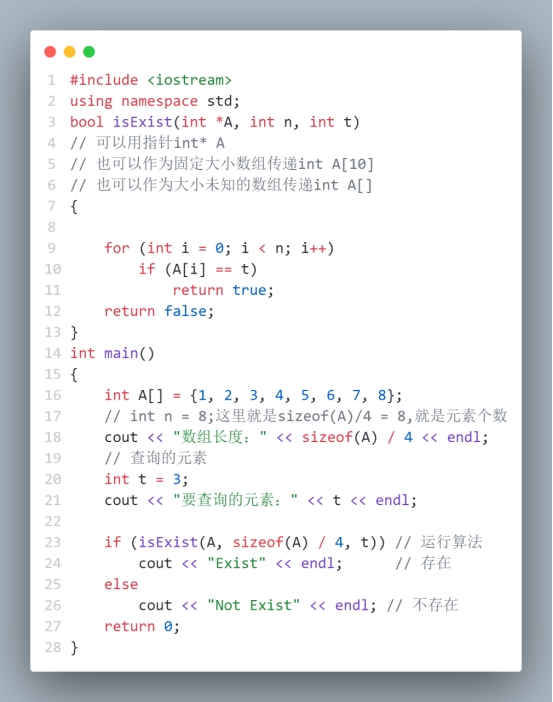 1 #include <iostream>
2 using namespace std;
3 bool isExist(int *A, int n, int t)
4 // 可以用指针int* A
5 // 也可以作为固定大小数组传递int A[10]
6 // 也可以作为大小未知的数组传递int A[]
7 {
8
9     for (int i = 0; i < n; i++)
10         if (A[i] == t)
11             return true;
12     return false;
13 }
14 int main()
15 {
16     int A[] = {1, 2, 3, 4, 5, 6, 7, 8};
17     // int n = 8;这里就是sizeof(A)/4 = 8,就是元素个数
18     cout << "数组长度：" << sizeof(A) / 4 << endl;
19     // 查询的元素
20     int t = 3;
21     cout << "要查询的元素：" << t << endl;
22
23     if (isExist(A, sizeof(A) / 4, t)) // 运行算法
24         cout << "Exist" << endl;      // 存在
25     else
26         cout << "Not Exist" << endl; // 不存在
27     return 0;
28 }